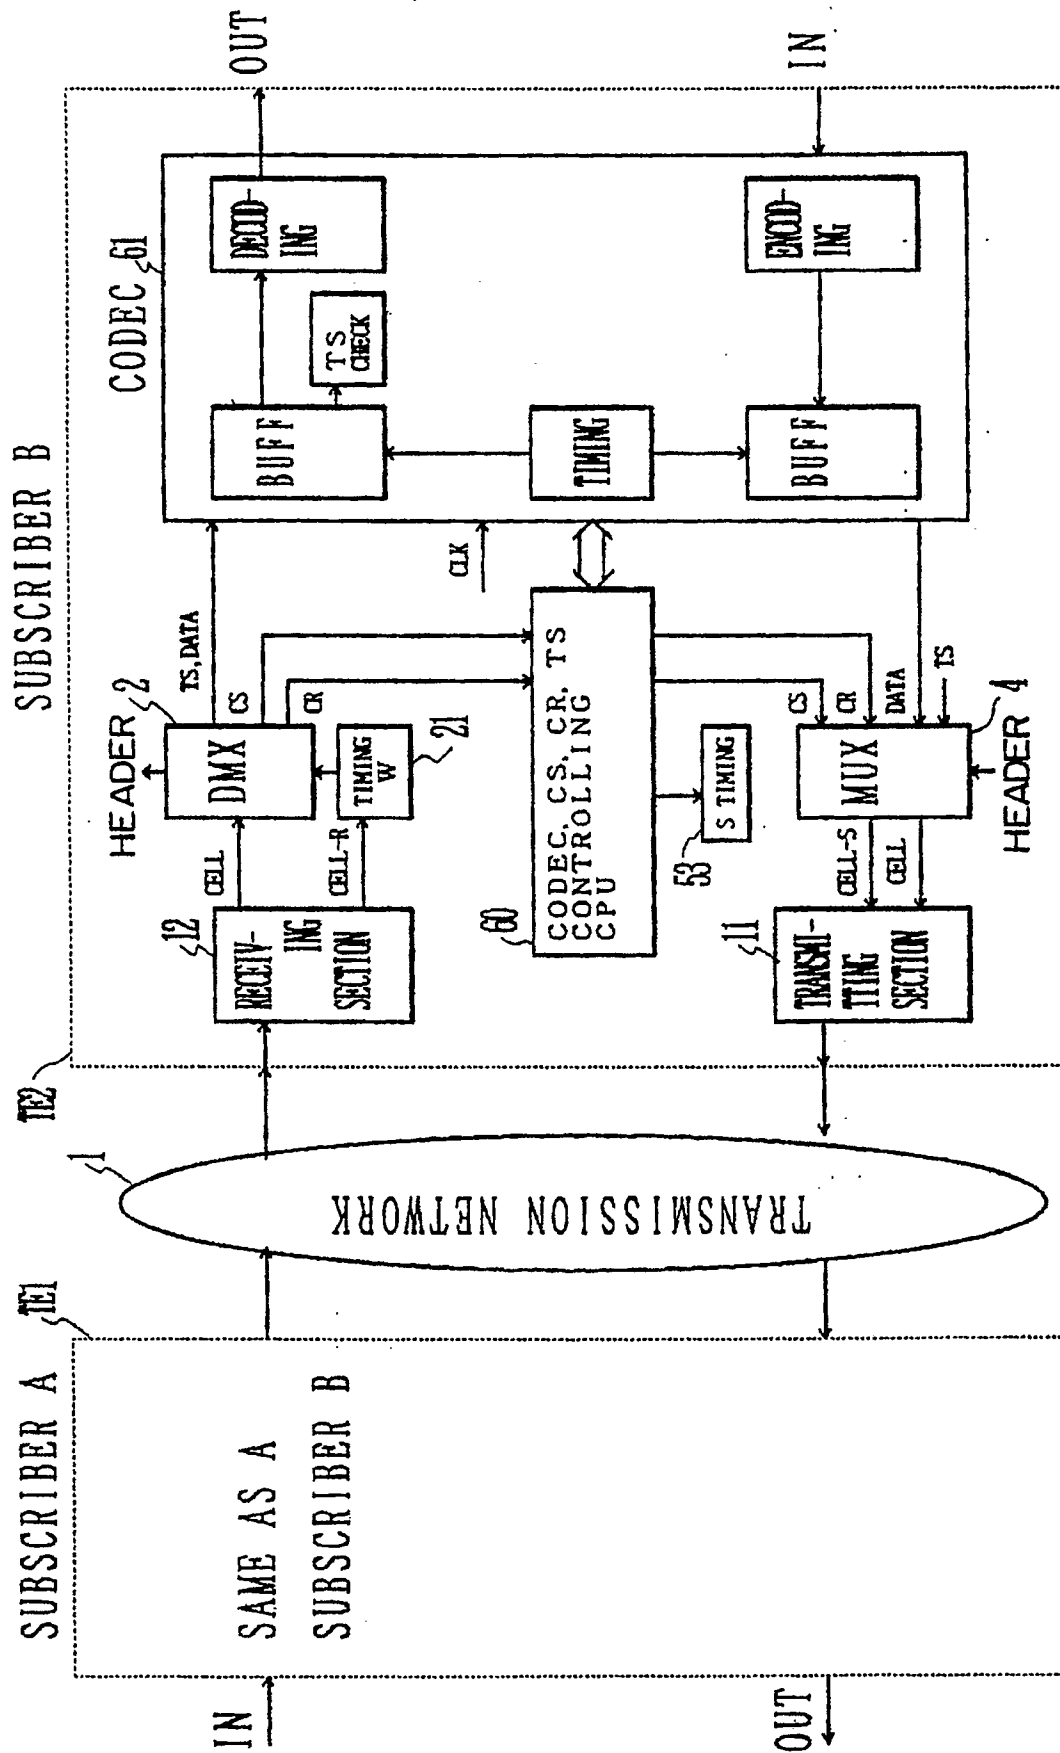 SUBSCRIBER A
TE1
IN
SAME AS A
SUBSCRIBER B
OUT
1
TRANSMISSION NETWORK
SUBSCRIBER B
TE2
12
RECEIV-
ING
SECTION
CELL
CELL-R
HEADER
2
DMX
TIMING
W
21
TS,DATA
CS
CR
CLK
60
CODEC, CS, CR, TS
CONTROLLING
CPU
53
S TIMING
11
TRANSMI-
TTING
SECTION
CELL-S
CELL
MUX
4
HEADER
CS
CR
DATA
TS
CODEC
61
BUFF
TS
CHECK
DECOD-
ING
TIMING
BUFF
ENCOD-
ING
OUT
IN